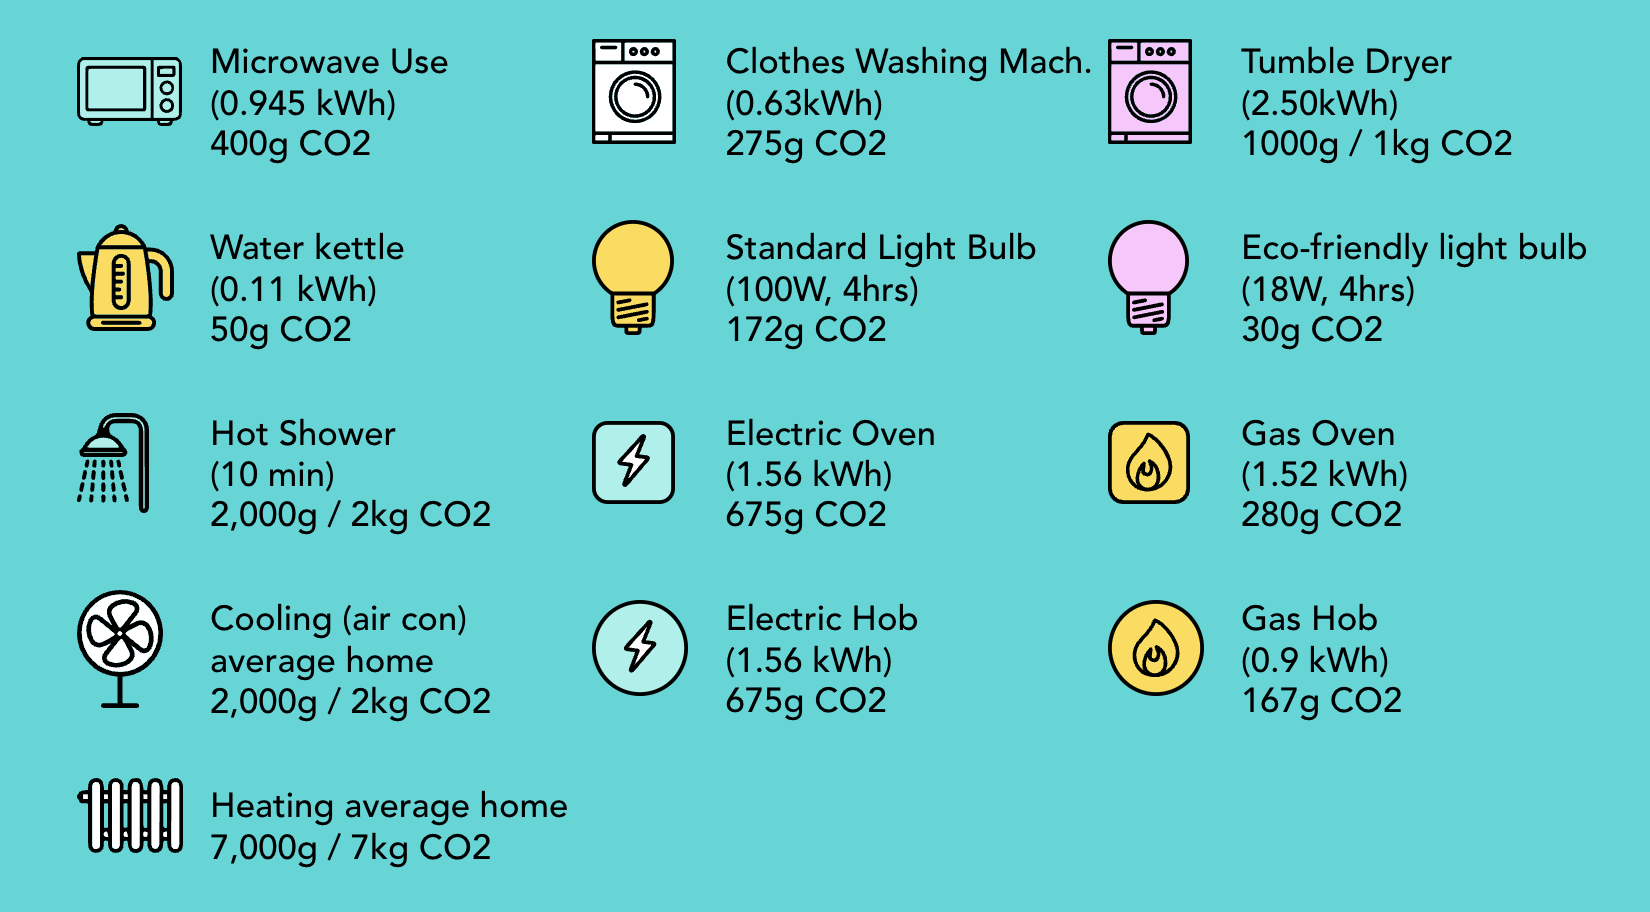 Microwave Use
(0.945 kWh)
400g CO2
Clothes Washing Mach.
(0.63kWh)
275g CO2
Tumble Dryer
(2.50kWh)
1000g / 1kg CO2
Water kettle
(0.11 kWh)
50g CO2
Standard Light Bulb
(100W, 4hrs)
172g CO2
Eco-friendly light bulb
(18W, 4hrs)
30g CO2
Hot Shower
(10 min)
2,000g / 2kg CO2
Electric Oven
(1.56 kWh)
675g CO2
Gas Oven
(1.52 kWh)
280g CO2
Cooling (air con)
average home
2,000g / 2kg CO2
Electric Hob
(1.56 kWh)
675g CO2
Gas Hob
(0.9 kWh)
167g CO2
Heating average home
7,000g / 7kg CO2